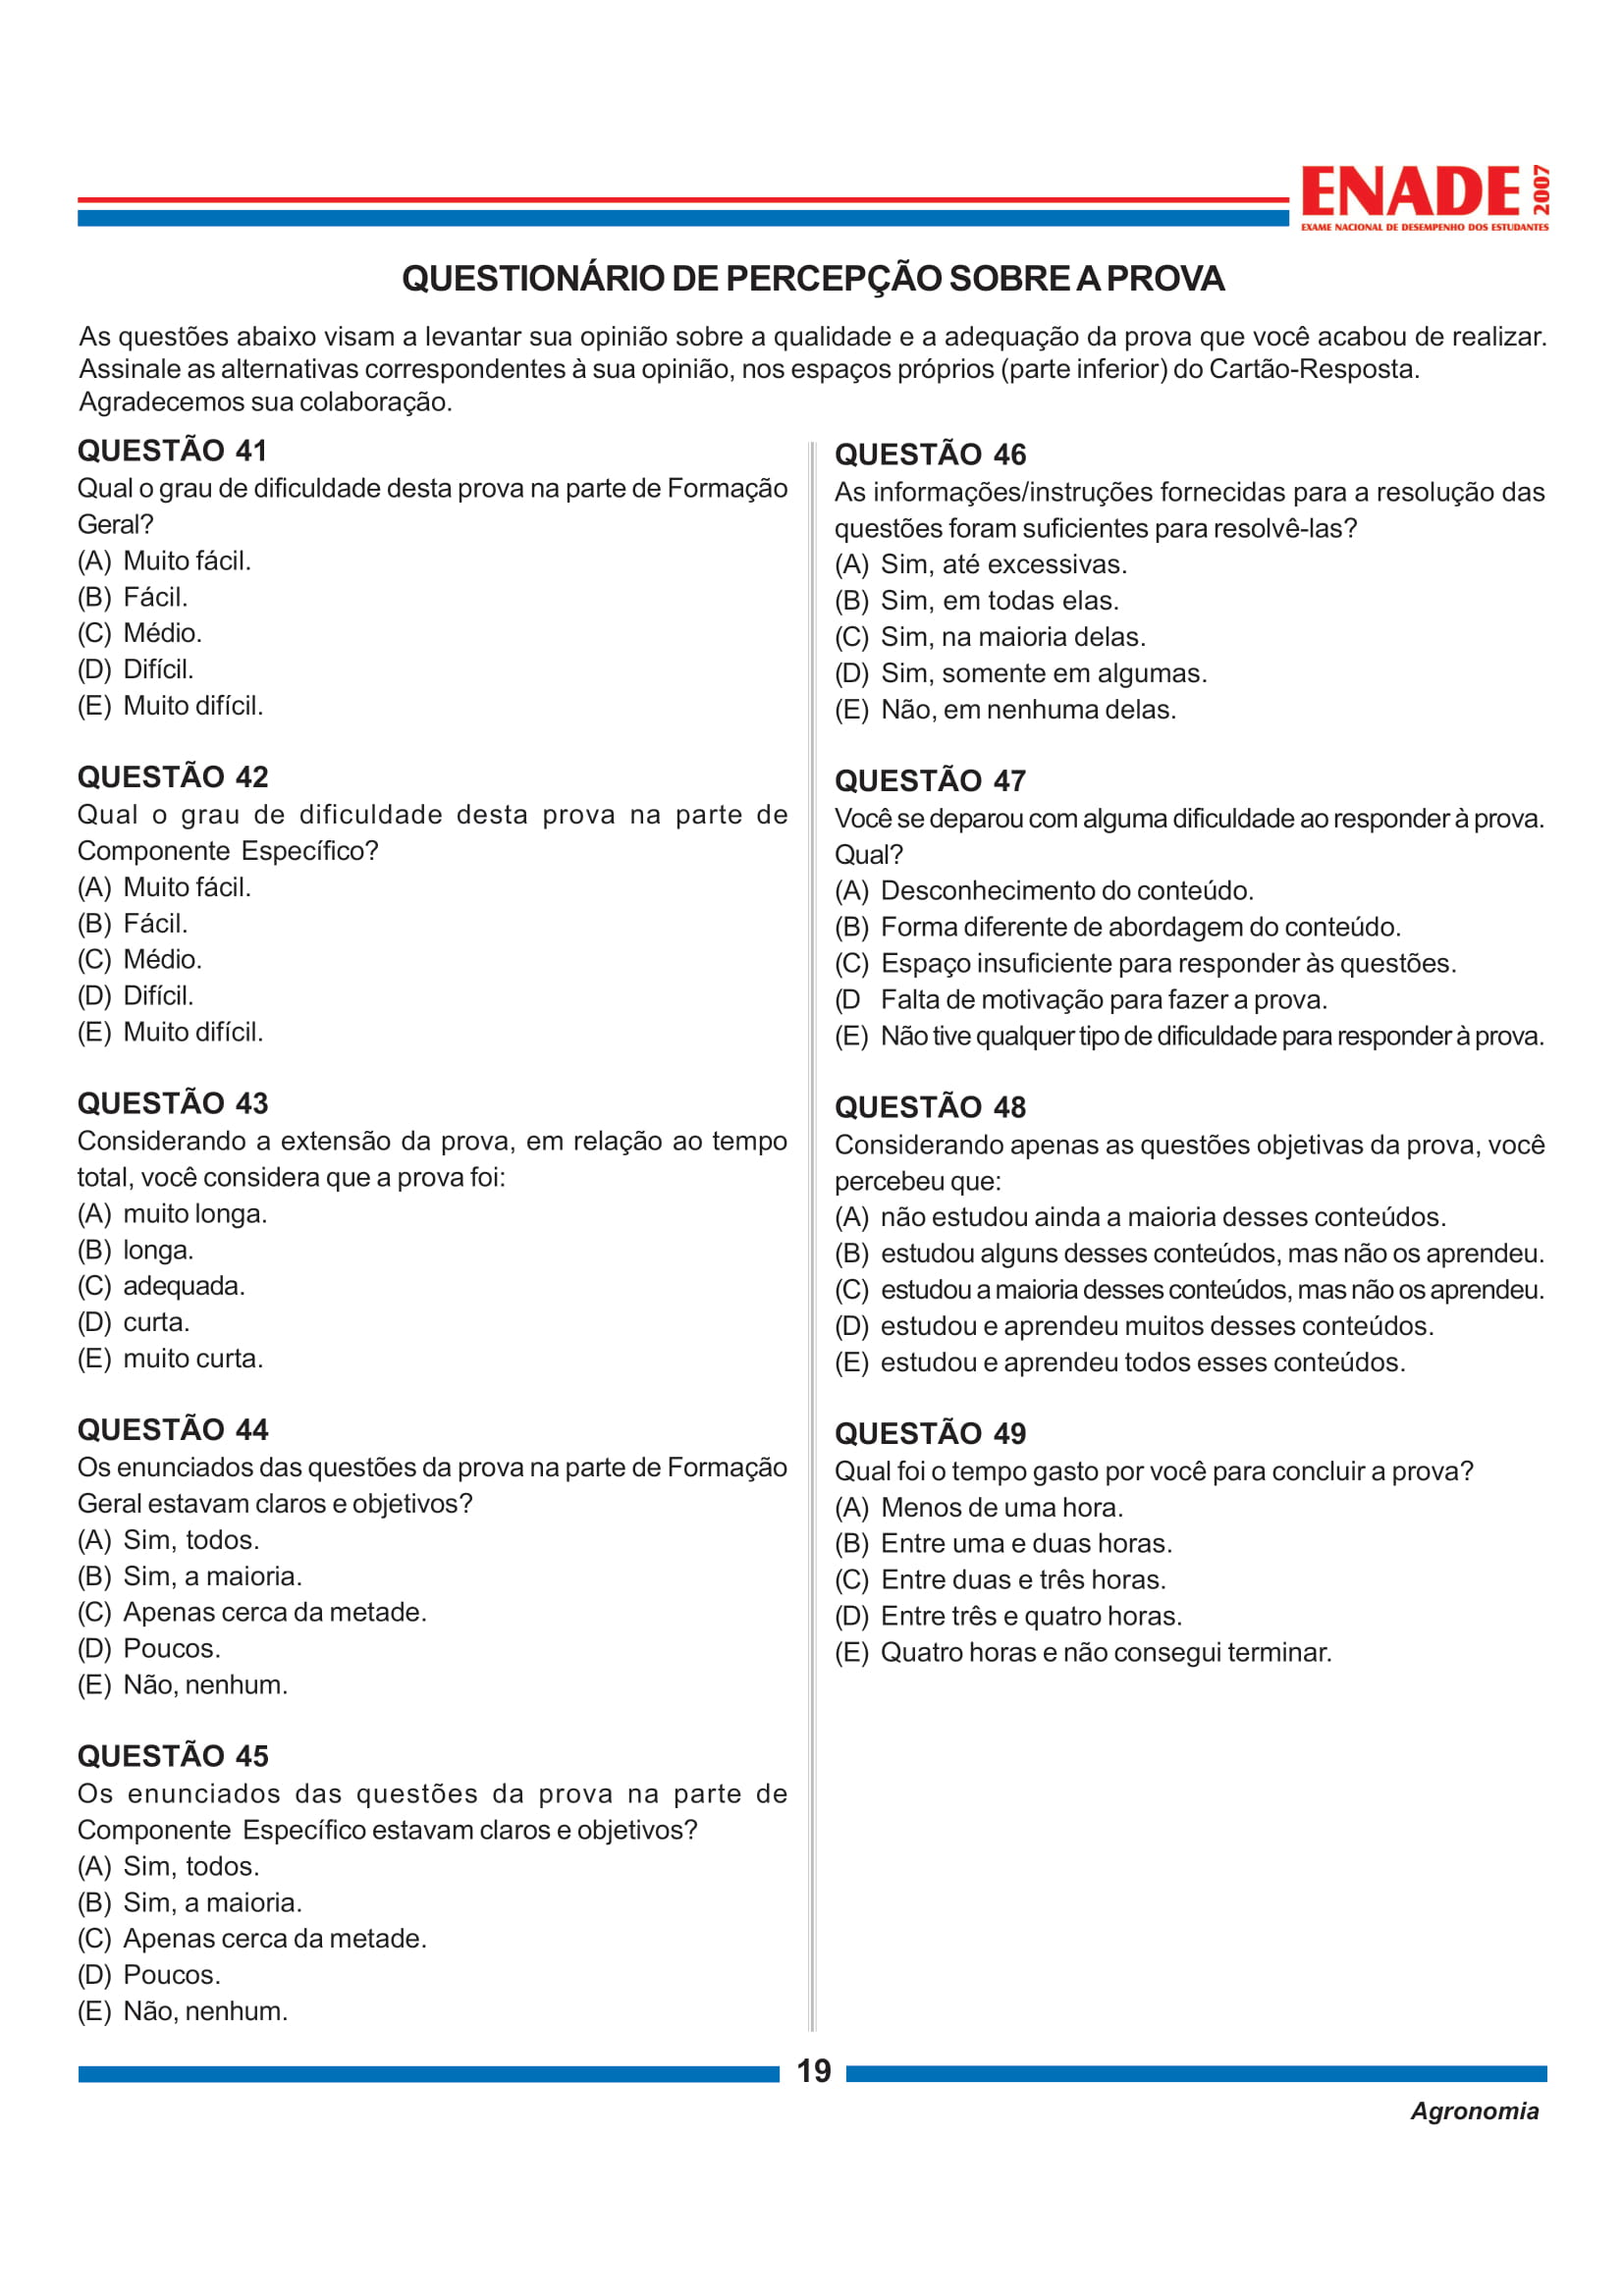 ENADE 2007
EXAME NACIONAL DE DESEMPENHO DOS ESTUDANTES
QUESTIONÁRIO DE PERCEPÇÃO SOBRE A PROVA
As questões abaixo visam a levantar sua opinião sobre a qualidade e a adequação da prova que você acabou de realizar.
Assinale as alternativas correspondentes à sua opinião, nos espaços próprios (parte inferior) do Cartão-Resposta.
Agradecemos sua colaboração.
QUESTÃO 41
Qual o grau de dificuldade desta prova na parte de Formação
Geral?
(A) Muito fácil.
(B) Fácil.
(C) Médio.
(D) Difícil.
(E) Muito difícil.
QUESTÃO 42
Qual o grau de dificuldade desta prova na parte de
Componente Específico?
(A) Muito fácil.
(B) Fácil.
(C) Médio.
(D) Difícil.
(E) Muito difícil.
QUESTÃO 43
Considerando a extensão da prova, em relação ao tempo
total, você considera que a prova foi:
(A) muito longa.
(B) longa.
(C) adequada.
(D) curta.
(E) muito curta.
QUESTÃO 44
Os enunciados das questões da prova na parte de Formação
Geral estavam claros e objetivos?
(A) Sim, todos.
(B) Sim, a maioria.
(C) Apenas cerca da metade.
(D) Poucos.
(E) Não, nenhum.
QUESTÃO 45
Os enunciados das questões da prova na parte de
Componente Específico estavam claros e objetivos?
(A) Sim, todos.
(B) Sim, a maioria.
(C) Apenas cerca da metade.
(D) Poucos.
(E) Não, nenhum.
QUESTÃO 46
As informações/instruções fornecidas para a resolução das
questões foram suficientes para resolvê-las?
(A) Sim, até excessivas.
(B) Sim, em todas elas.
(C) Sim, na maioria delas.
(D) Sim, somente em algumas.
(E) Não, em nenhuma delas.
QUESTÃO 47
Você se deparou com alguma dificuldade ao responder à prova.
Qual?
(A) Desconhecimento do conteúdo.
(B) Forma diferente de abordagem do conteúdo.
(C) Espaço insuficiente para responder às questões.
(D Falta de motivação para fazer a prova.
(E) Não tive qualquer tipo de dificuldade para responder à prova.
QUESTÃO 48
Considerando apenas as questões objetivas da prova, você
percebeu que:
(A) não estudou ainda a maioria desses conteúdos.
(B) estudou alguns desses conteúdos, mas não os aprendeu.
(C) estudou a maioria desses conteúdos, mas não os aprendeu.
(D) estudou e aprendeu muitos desses conteúdos.
(E) estudou e aprendeu todos esses conteúdos.
QUESTÃO 49
Qual foi o tempo gasto por você para concluir a prova?
(A) Menos de uma hora.
(B) Entre uma e duas horas.
(C) Entre duas e três horas.
(D) Entre três e quatro horas.
(E) Quatro horas e não consegui terminar.
19
Agronomia